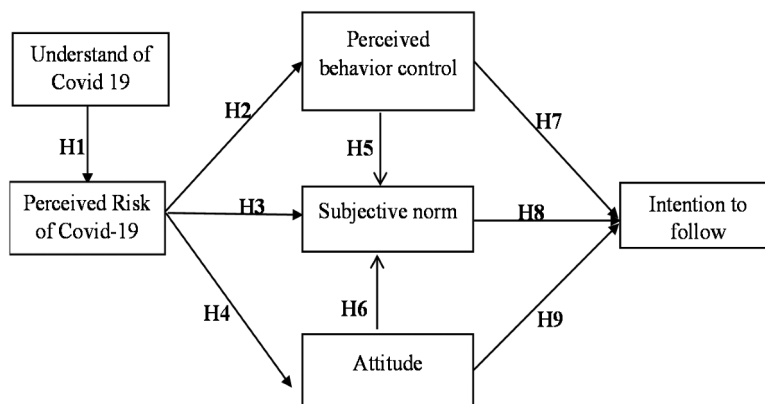 Understand of
Covid 19
H1
Perceived Risk
of Covid-19
H2
H3
H4
Perceived
behavior control
H5
Subjective norm
H6
Attitude
H7
H8
H9
Intention to
follow